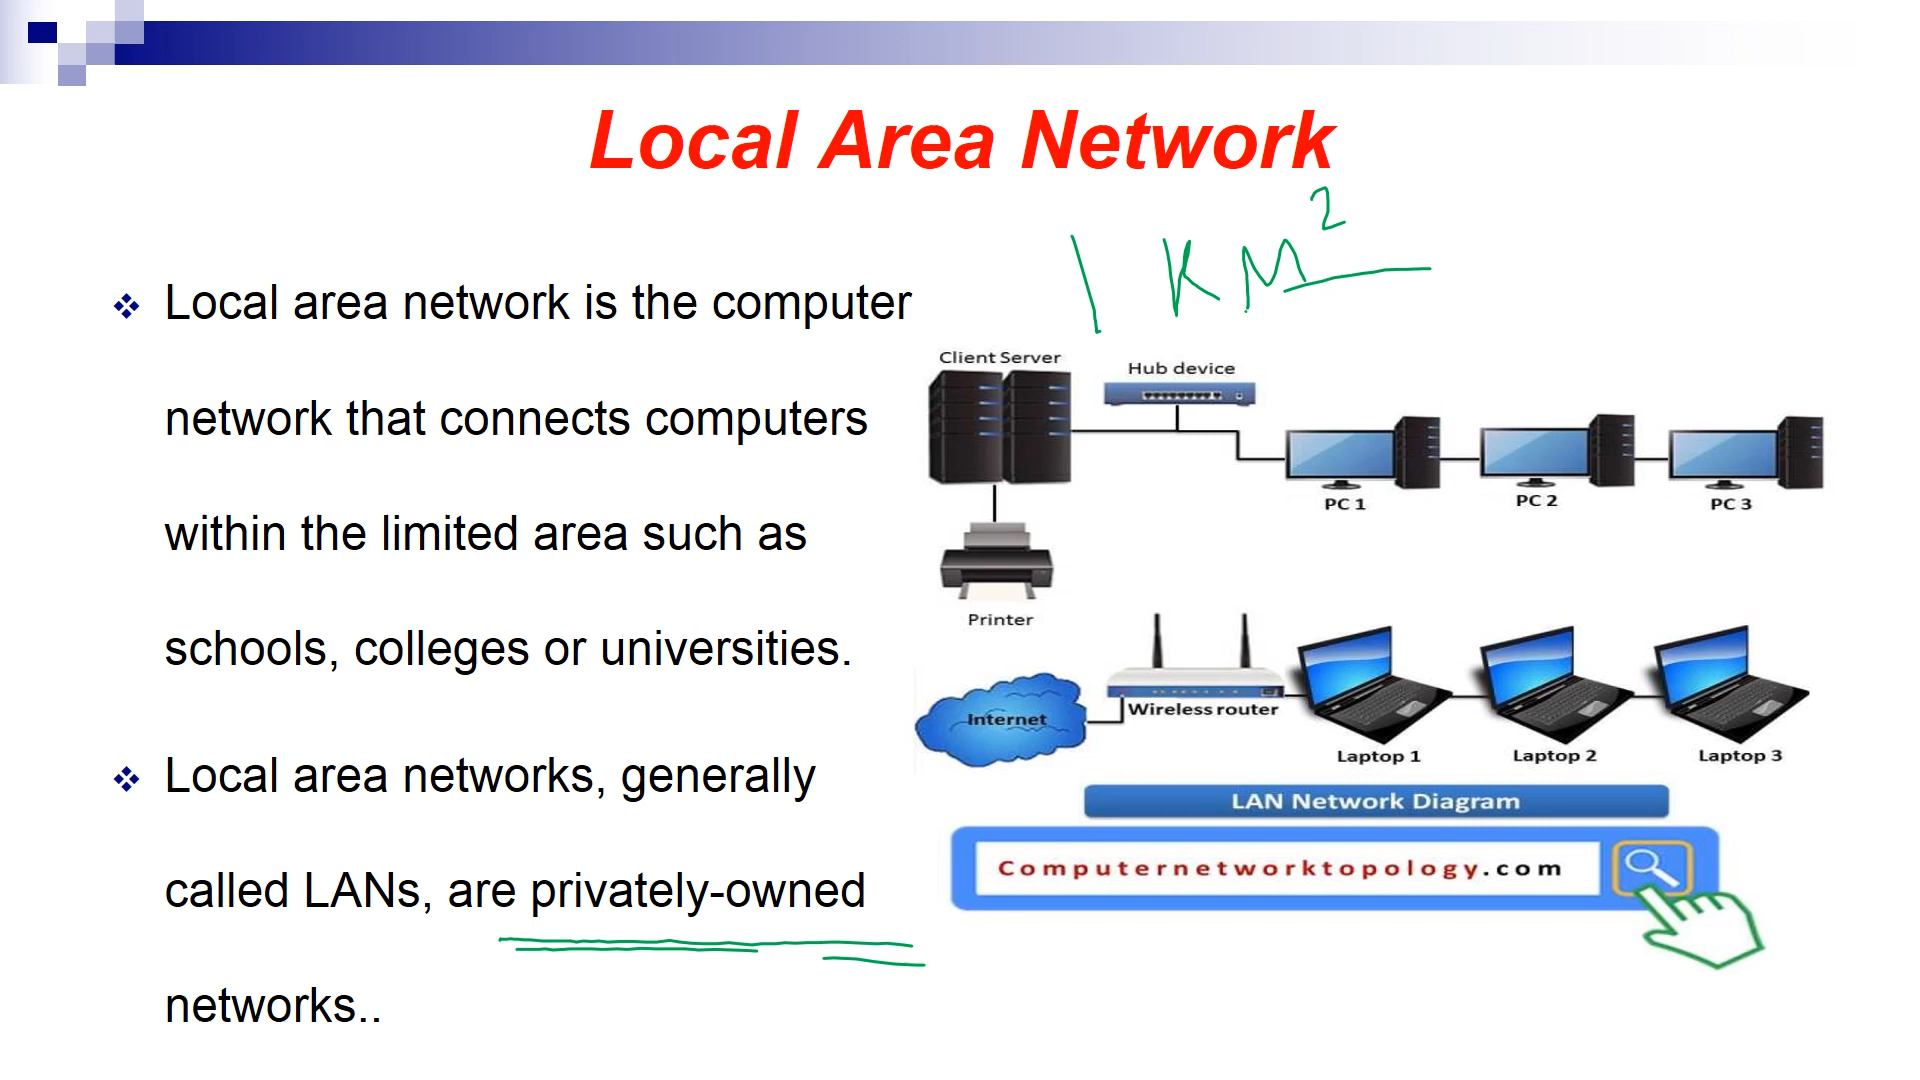 Local Area Network
1 KM²
❖ Local area network is the computer
network that connects computers
within the limited area such as
schools, colleges or universities.
❖ Local area networks, generally
called LANs, are privately-owned
networks..
Client Server
Hub device
PC 1
PC 2
PC 3
Printer
Internet
Wireless router
Laptop 1
Laptop 2
Laptop 3
LAN Network Diagram
Computernetworktopology.com